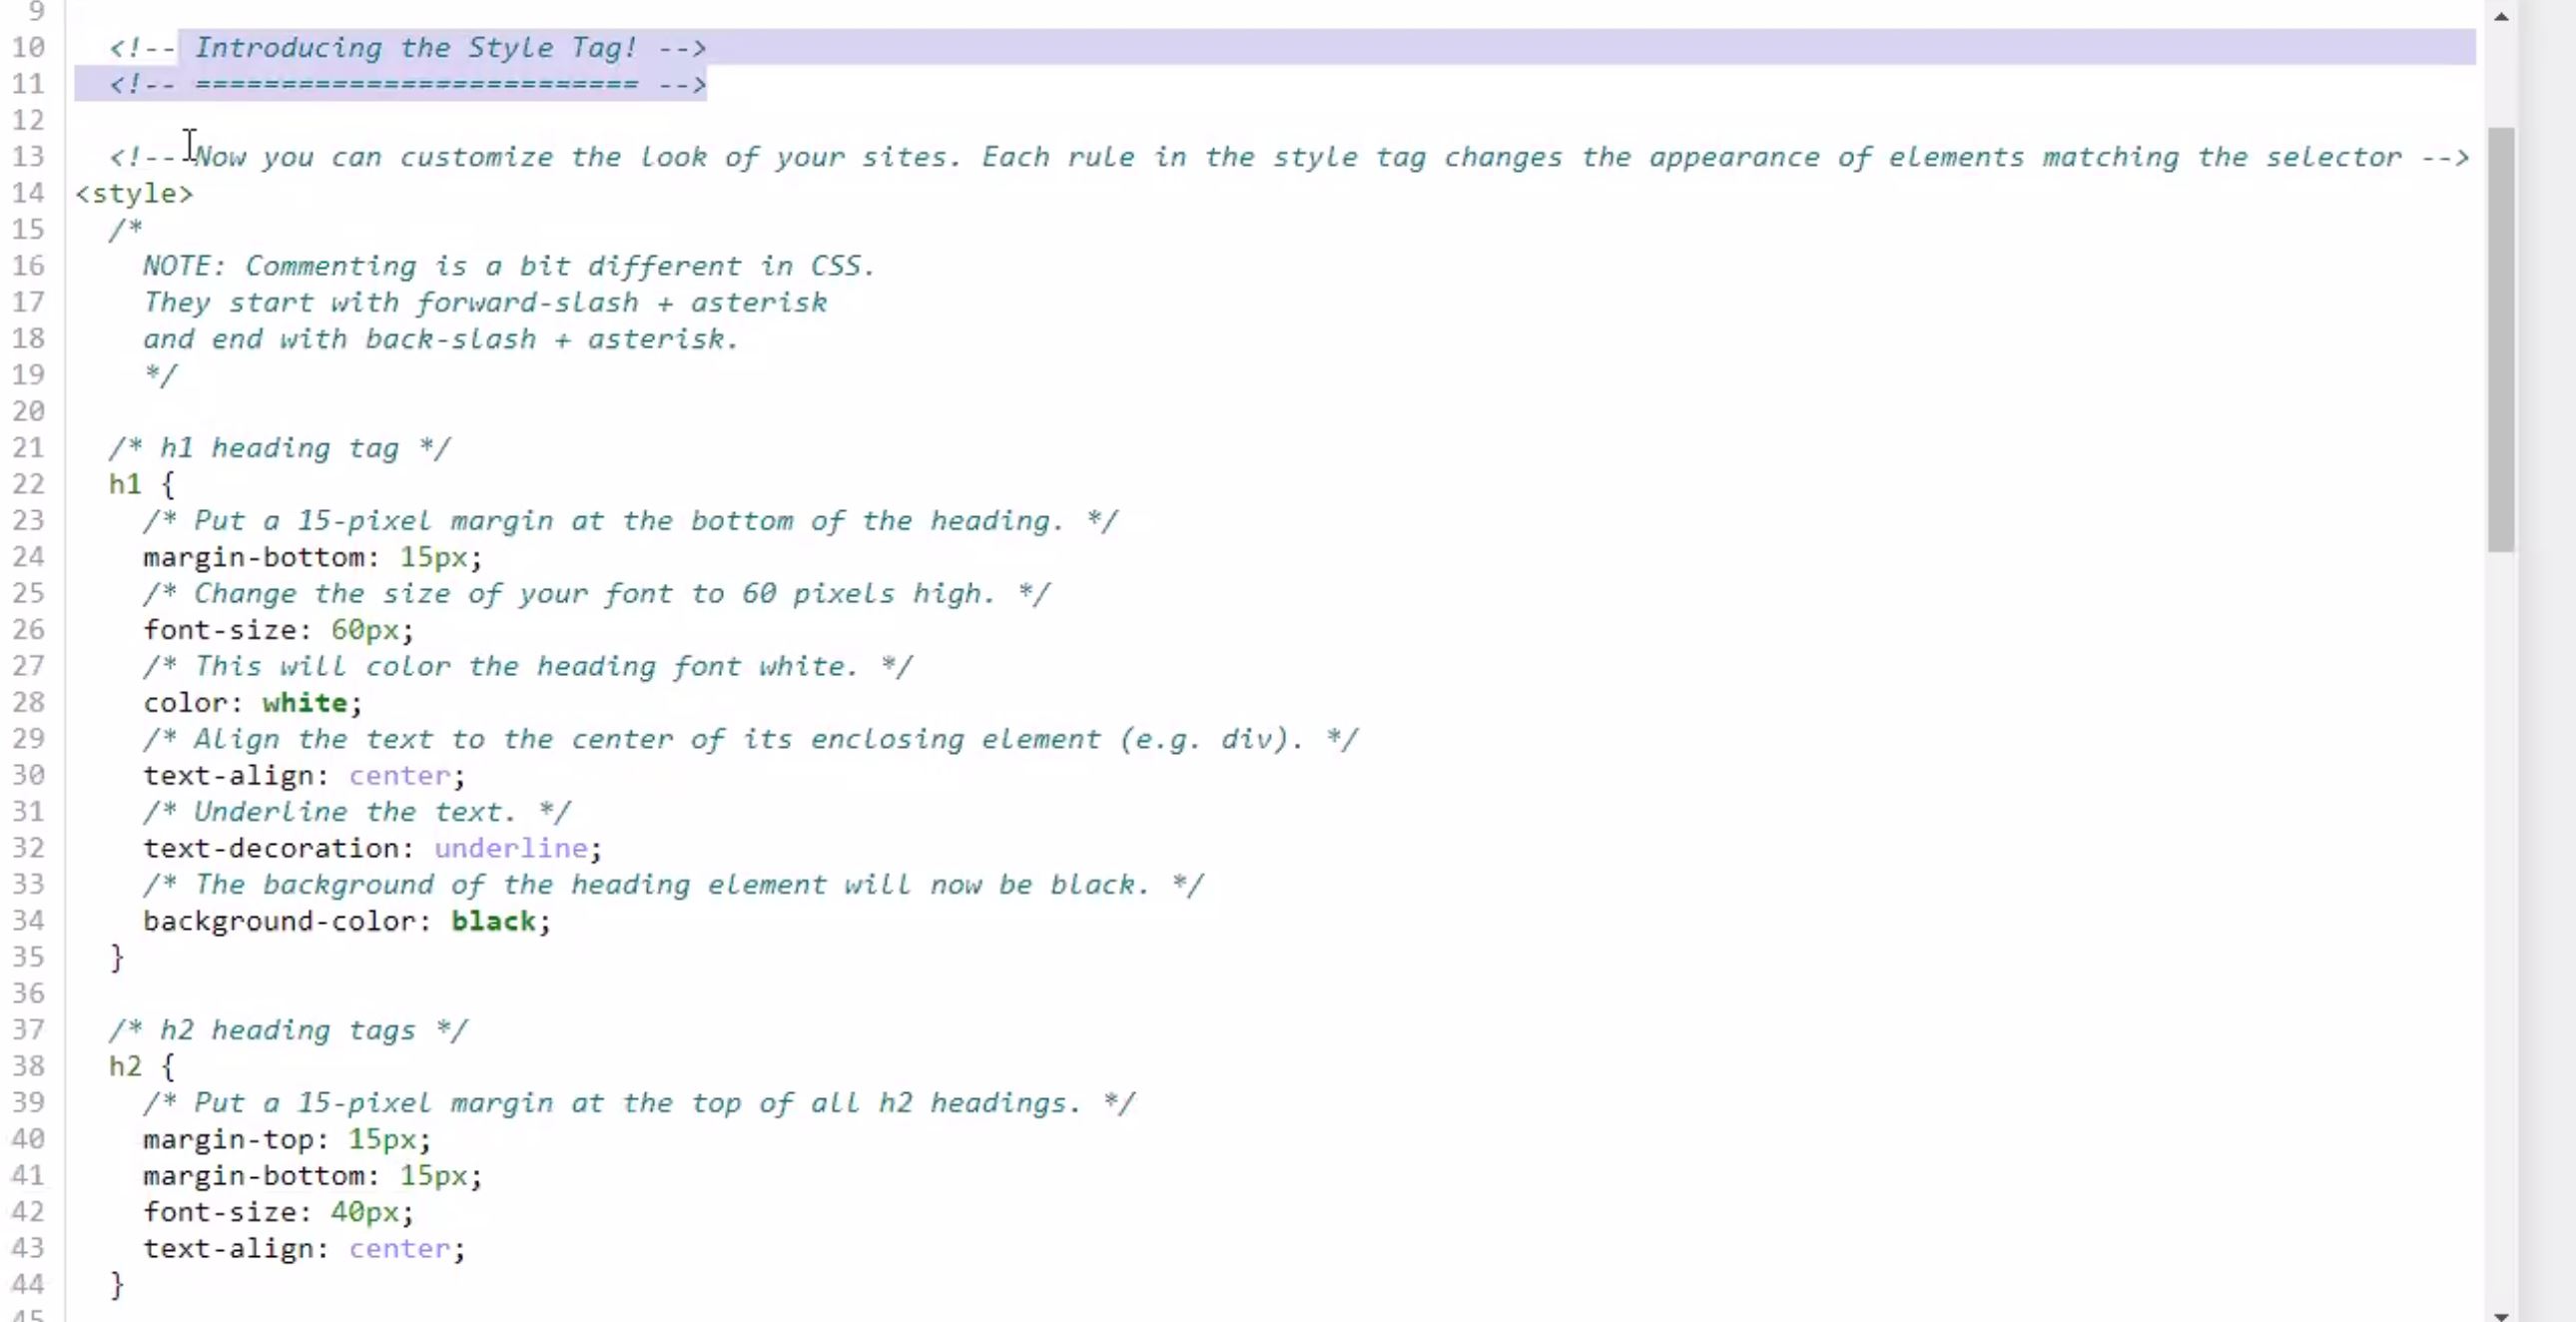 9
10 <!-- Introducing the Style Tag! -->
11 <!-- ========================== -->
12
13 <!-- Now you can customize the look of your sites. Each rule in the style tag changes the appearance of elements matching the selector -->
14 <style>
15 /*
16 NOTE: Commenting is a bit different in CSS.
17 They start with forward-slash + asterisk
18 and end with back-slash + asterisk.
19 */
20
21 /* h1 heading tag */
22 h1 {
23 /* Put a 15-pixel margin at the bottom of the heading. */
24 margin-bottom: 15px;
25 /* Change the size of your font to 60 pixels high. */
26 font-size: 60px;
27 /* This will color the heading font white. */
28 color: white;
29 /* Align the text to the center of its enclosing element (e.g. div). */
30 text-align: center;
31 /* Underline the text. */
32 text-decoration: underline;
33 /* The background of the heading element will now be black. */
34 background-color: black;
35 }
36
37 /* h2 heading tags */
38 h2 {
39 /* Put a 15-pixel margin at the top of all h2 headings. */
40 margin-top: 15px;
41 margin-bottom: 15px;
42 font-size: 40px;
43 text-align: center;
44 }
45